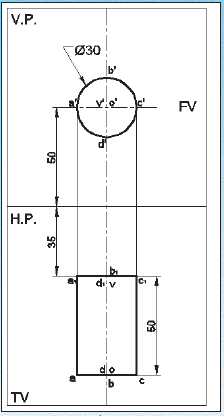 V.P.
Ø30
b'
a' v' o' c' FV
d'
50
H.P.
35
b₁
a₁ d₁ v c₁
50
d o
a b c
TV